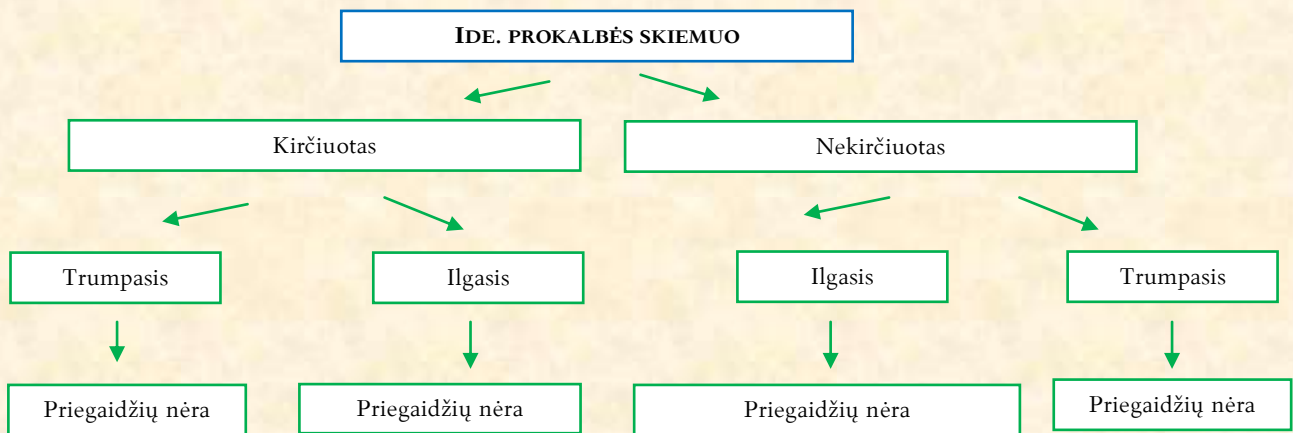 IDE. PROKALBĖS SKIEMUO
Kirčiuotas
Nekirčiuotas
Trumpasis
Ilgasis
Ilgasis
Trumpasis
Priegaidžių nėra
Priegaidžių nėra
Priegaidžių nėra
Priegaidžių nėra